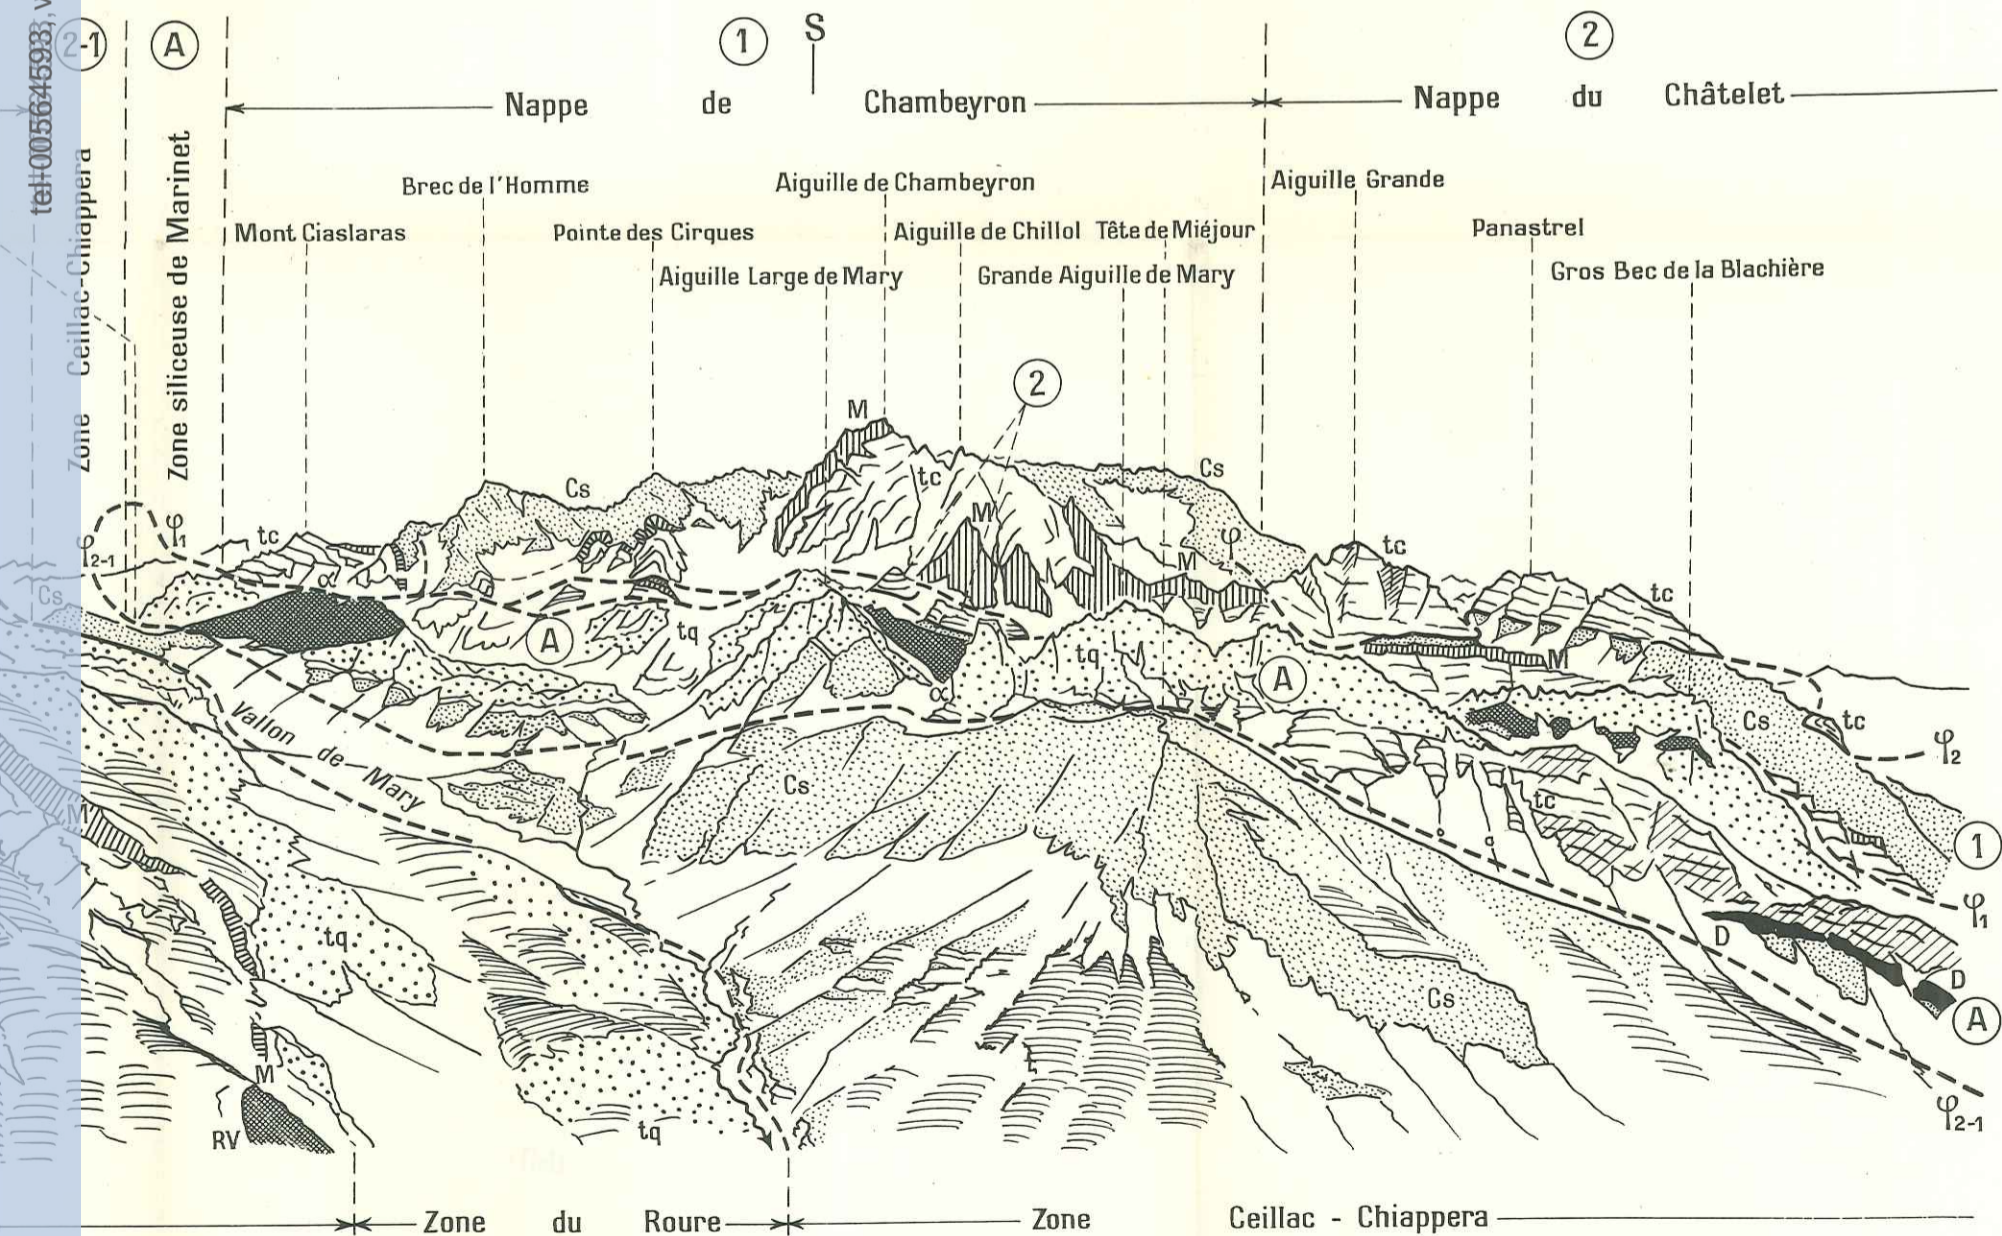 2-1
A
1
S
2
Nappe de Chambeyron
Nappe du Châtelet
tel-00564593, v
Zone Ceillac-Chiappera
Zone siliceuse de Marinet
Brec de l'Homme
Aiguille de Chambeyron
Aiguille Grande
Mont Ciaslaras
Pointe des Cirques
Aiguille de Chillol
Tête de Miéjour
Panastrel
Aiguille Large de Mary
Grande Aiguille de Mary
Gros Bec de la Blachière
2
M
Cs
tc
Cs
M
φ
M
tc
φ1
tc
φ2-1
α
Cs
tc
A
tq
tq
A
M
α
Cs
tc
φ2
Vallon de Mary
Cs
tc
M
1
φ1
tq
D
D
A
Cs
M
RV
tq
φ2-1
Zone du Roure
Zone Ceillac - Chiappera